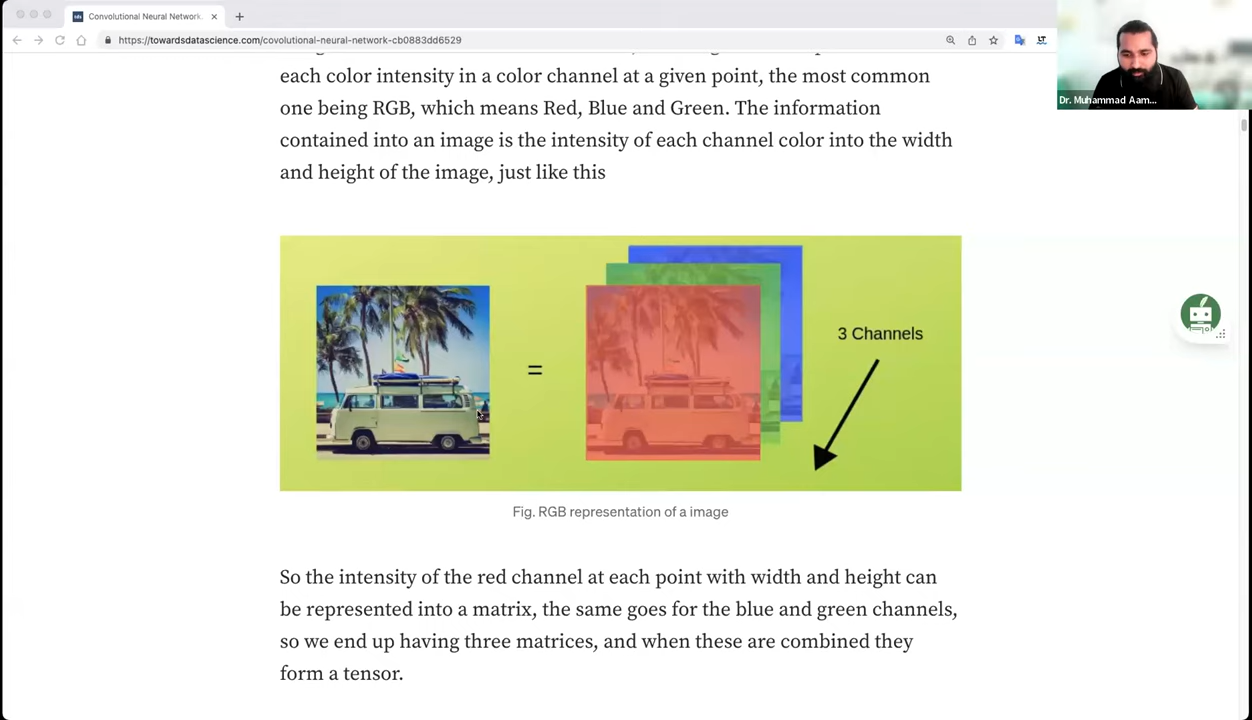 Convolutional Neural Network.
https://towardsdatascience.com/covolutional-neural-network-cb0883dd6529
Dr. Muhammad Aam...
each color intensity in a color channel at a given point, the most common
one being RGB, which means Red, Blue and Green. The information
contained into an image is the intensity of each channel color into the width
and height of the image, just like this
=
3 Channels
Fig. RGB representation of a image
So the intensity of the red channel at each point with width and height can
be represented into a matrix, the same goes for the blue and green channels,
so we end up having three matrices, and when these are combined they
form a tensor.